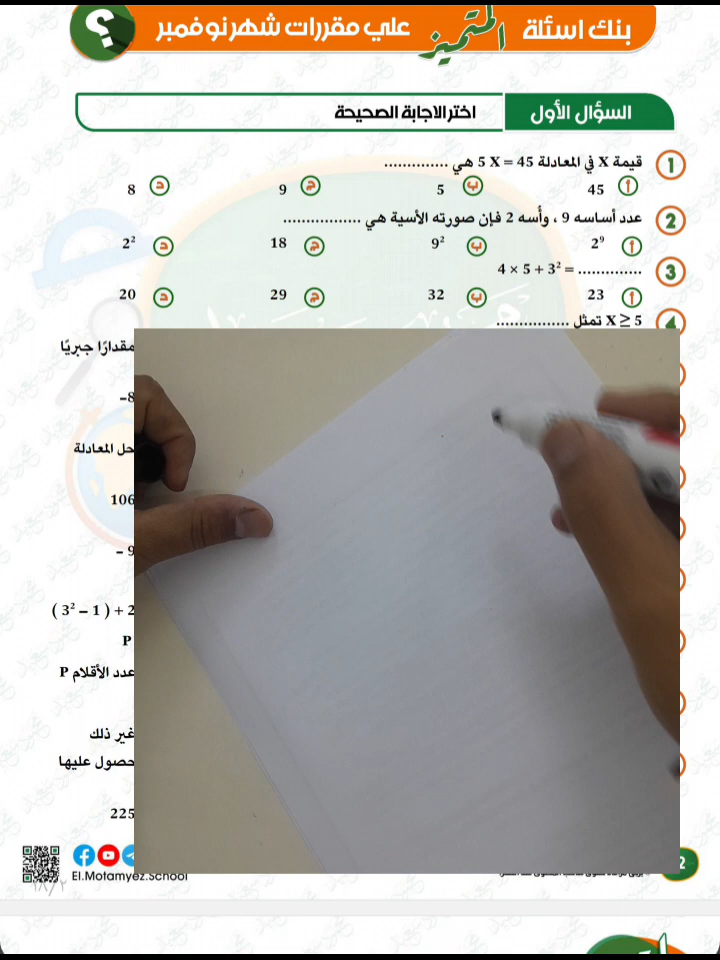 بنك اسئلة المتميز علي مقررات شهر نوفمبر
السؤال الأول اختر الاجابة الصحيحة
1 قيمة X في المعادلة 5 X = 45 هي ..............
أ 45 ب 5 ج 9 د 8
2 عدد أساسه 9 ، وأسه 2 فإن صورته الأسية هي .................
أ 2⁹ ب 9² ج 18 د 2²
3 4 × 5 + 3² = ..............
أ 23 ب 32 ج 29 د 20
4 X ≥ 5 تمثل ................
مقدارًا جبريًا
–8
حل المعادلة
106
– 9
( 3² – 1 ) + 2
P
عدد الأقلام P
غير ذلك
حصول عليها
225
El.Motamyez.School
2